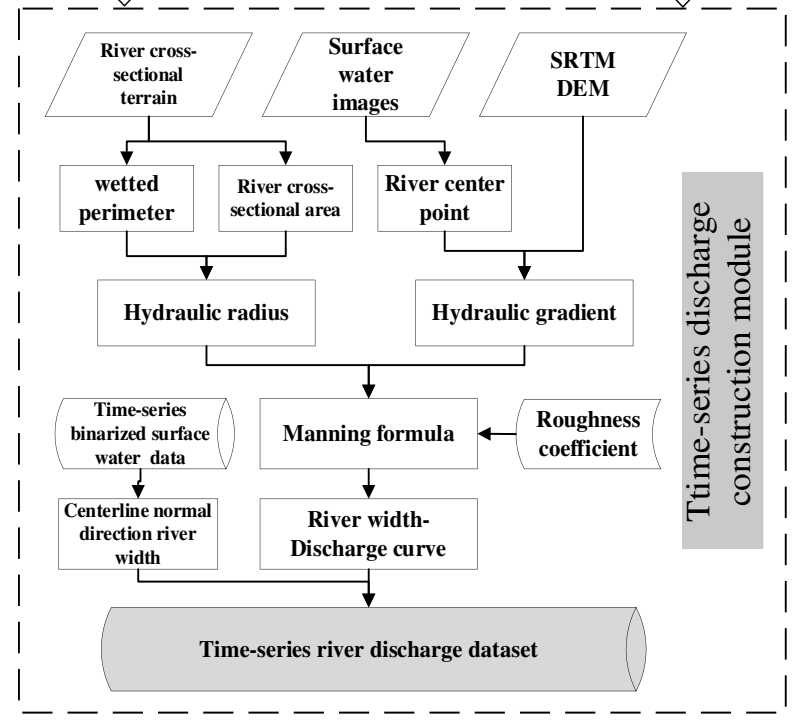 River cross-
sectional
terrain
Surface
water
images
SRTM
DEM
wetted
perimeter
River cross-
sectional area
River center
point
Hydraulic radius
Hydraulic gradient
Time-series
binarized surface
water data
Manning formula
Roughness
coefficient
Centerline normal
direction river
width
River width-
Discharge curve
Time-series river discharge dataset
Ttime-series discharge
construction module